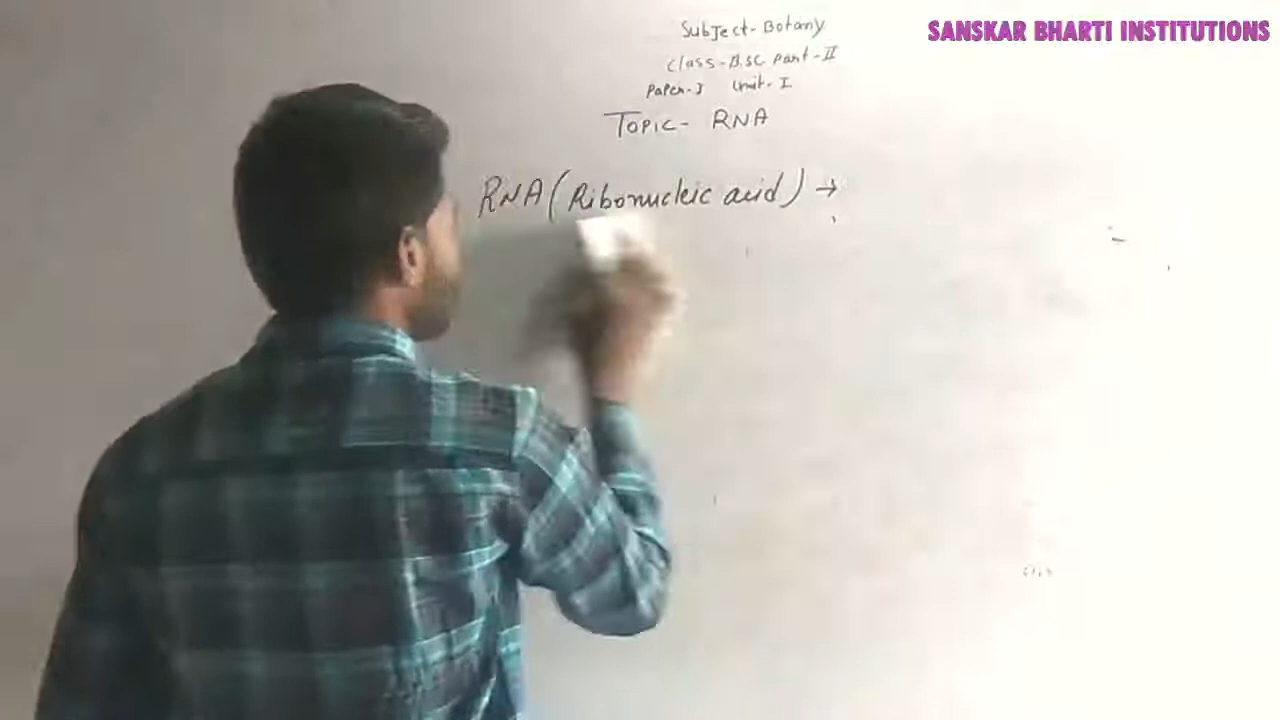 Subject- Botany
SANSKAR BHARTI INSTITUTIONS
Class- B.Sc Part-II
Paper-I Unit-I
Topic- RNA
RNA (Ribonucleic acid) →